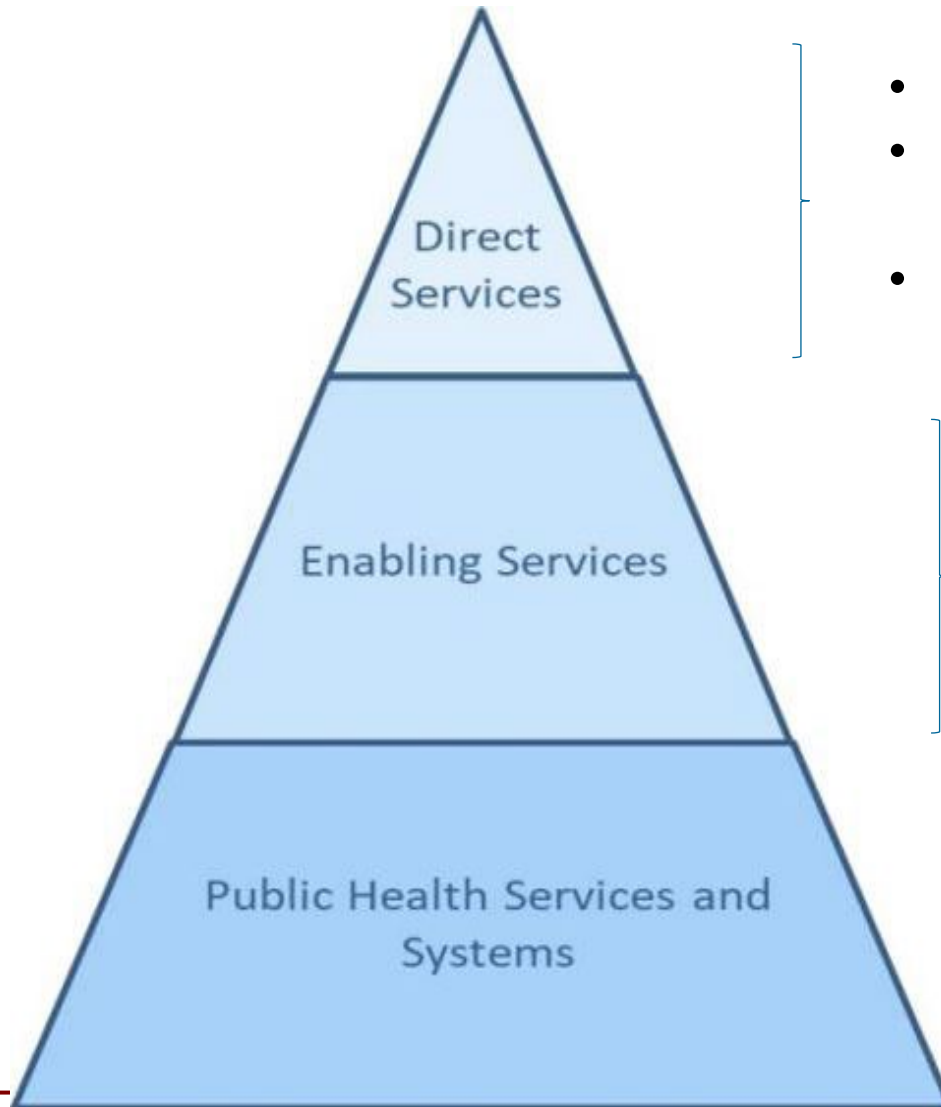 Direct
Services
Enabling Services
Public Health Services and
Systems